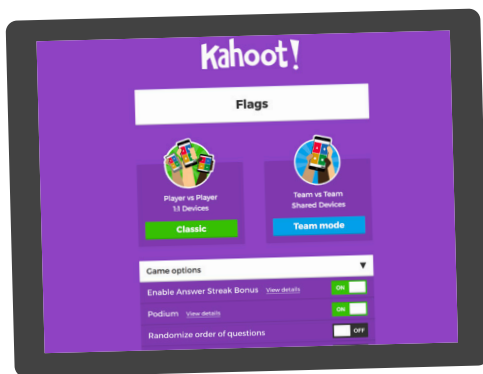 Kahoot!
Flags
Player vs Player
1:1 Devices
Classic
Team vs Team
Shared Devices
Team mode
Game options ▼
Enable Answer Streak Bonus View details ON
Podium View details ON
Randomize order of questions OFF